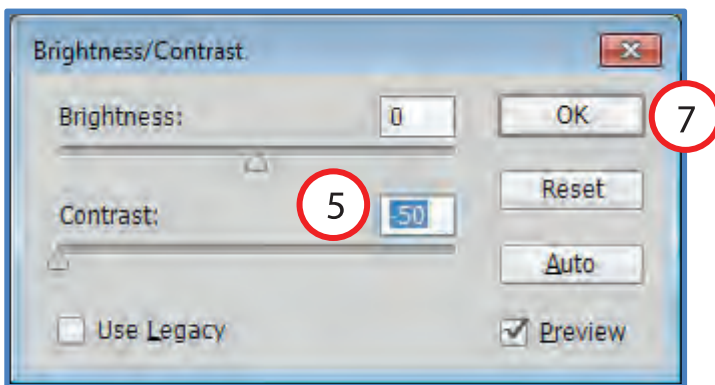 Brightness/Contrast
Brightness: 0 OK 7
Contrast: 5 -50 Reset
Auto
Use Legacy Preview